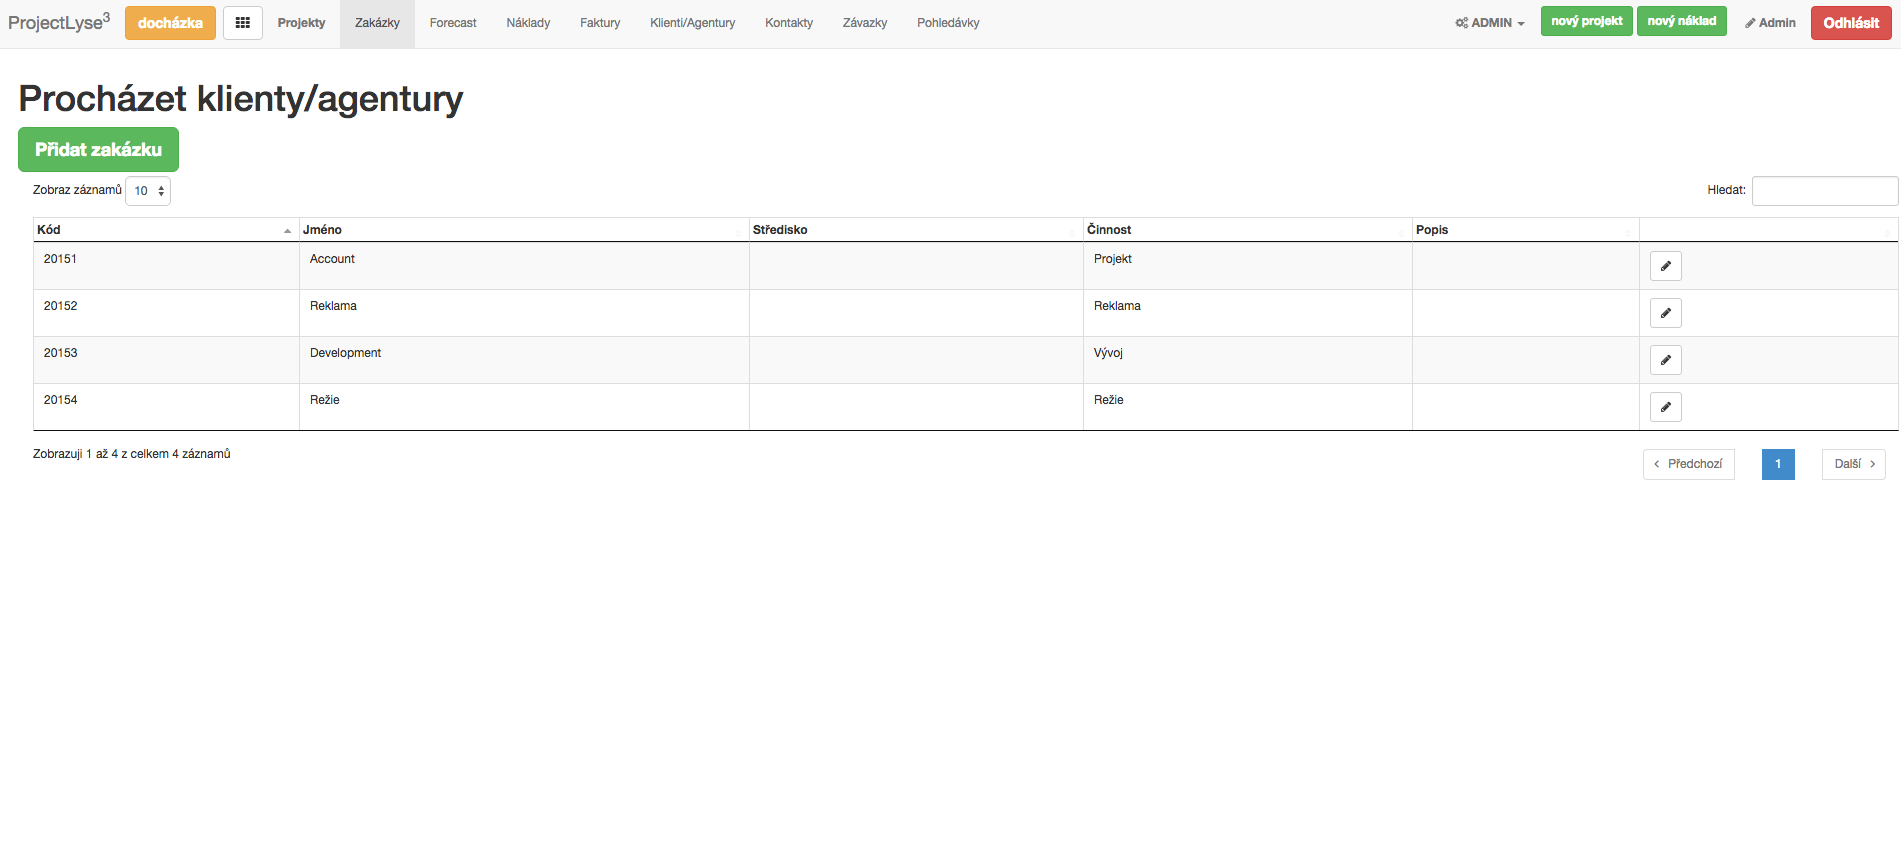 ProjectLyse3 docházka Projekty Zakázky Forecast Náklady Faktury Klienti/Agentury Kontakty Závazky Pohledávky ADMIN nový projekt nový náklad Admin Odhlásit
Procházet klienty/agentury
Přidat zakázku
Zobraz záznamů 10 Hledat:
Kód Jméno Středisko Činnost Popis
20151 Account Projekt
20152 Reklama Reklama
20153 Development Vývoj
20154 Režie Režie
Zobrazuji 1 až 4 z celkem 4 záznamů
Předchozí 1 Další